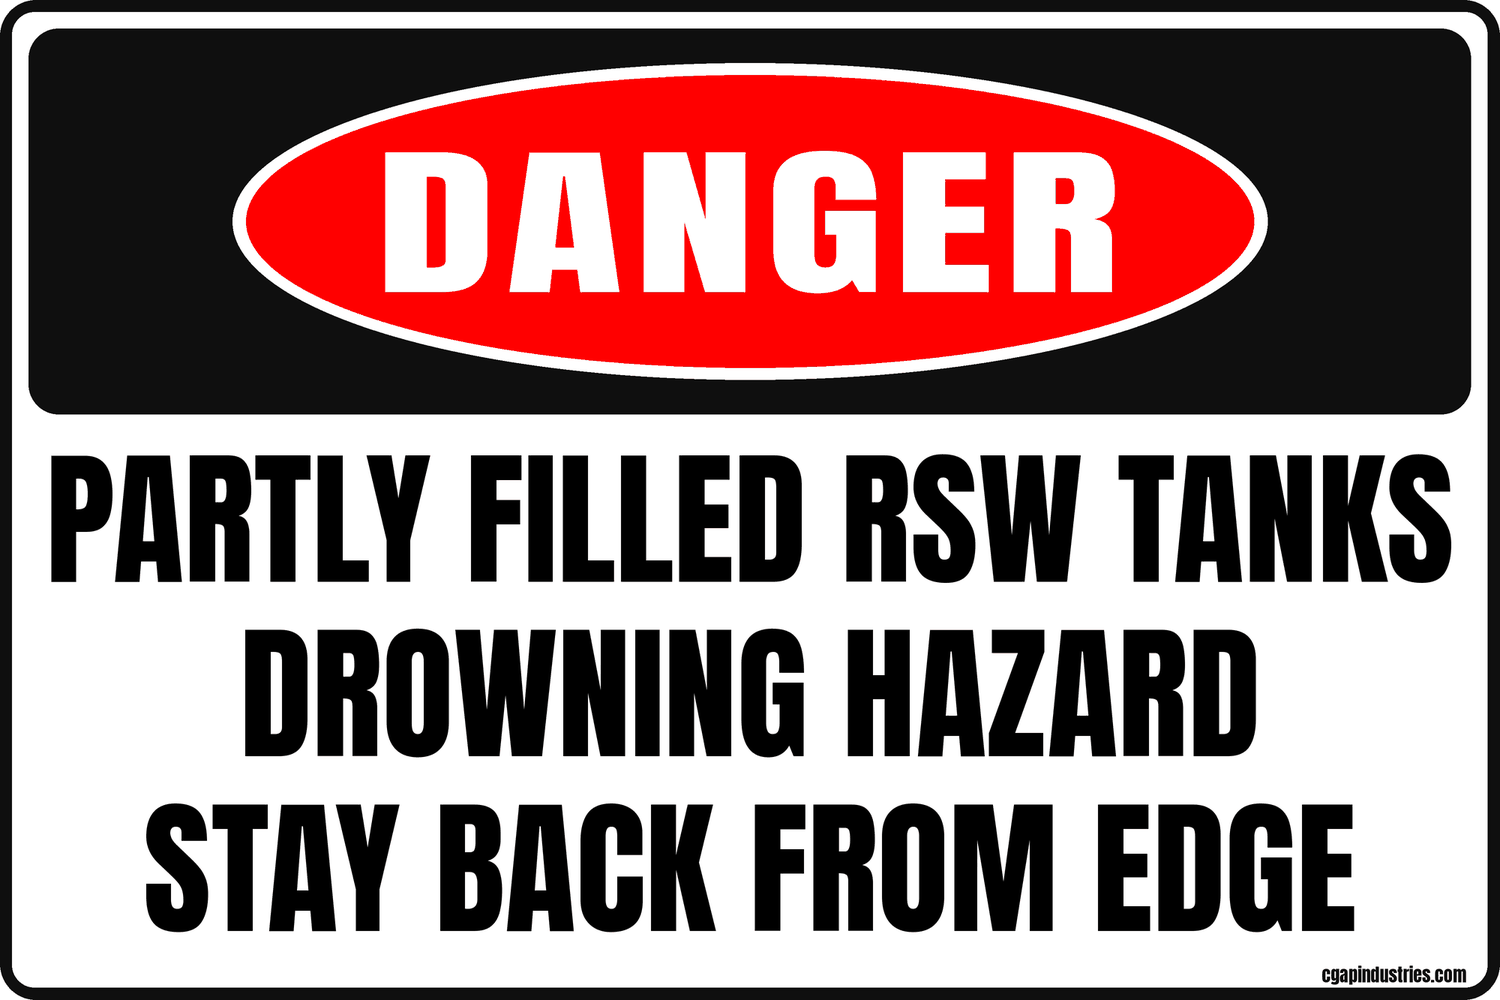 DANGER
PARTLY FILLED RSW TANKS
DROWNING HAZARD
STAY BACK FROM EDGE
cgapindustries.com